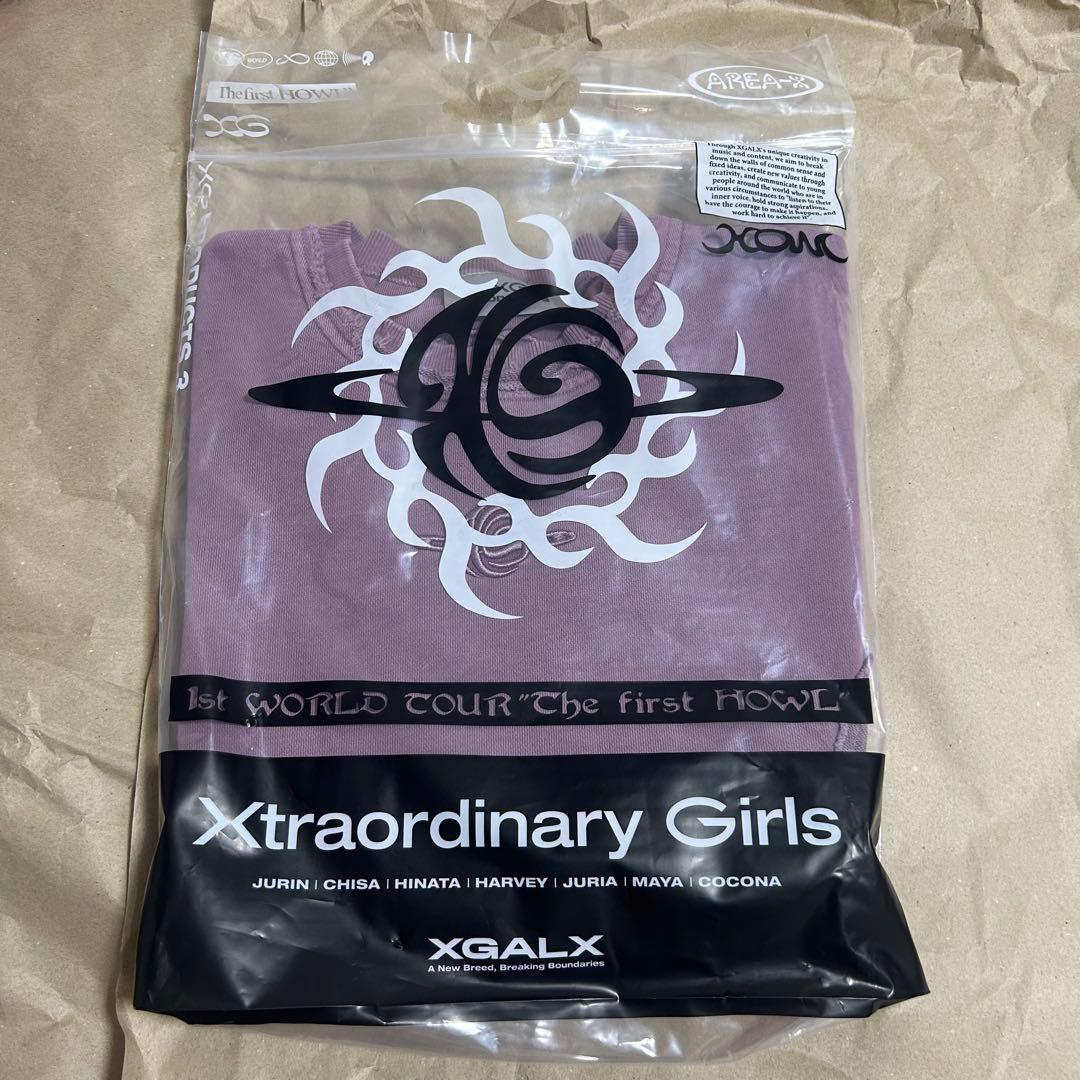 WORLD
The first HOWL"
XG
AREA-X
Through XGALX's unique creativity in
music and content, we aim to break
down the walls of common sense and
fixed ideas, create new values through
creativity, and communicate to young
people around the world who are in
various circumstances to "listen to their
inner voice, hold strong aspirations,
have the courage to make it happen, and
work hard to achieve it".
XG
1st WORLD TOUR "The first HOWL"
Xtraordinary Girls
JURIN | CHISA | HINATA | HARVEY | JURIA | MAYA | COCONA
XGALX
A New Breed, Breaking Boundaries